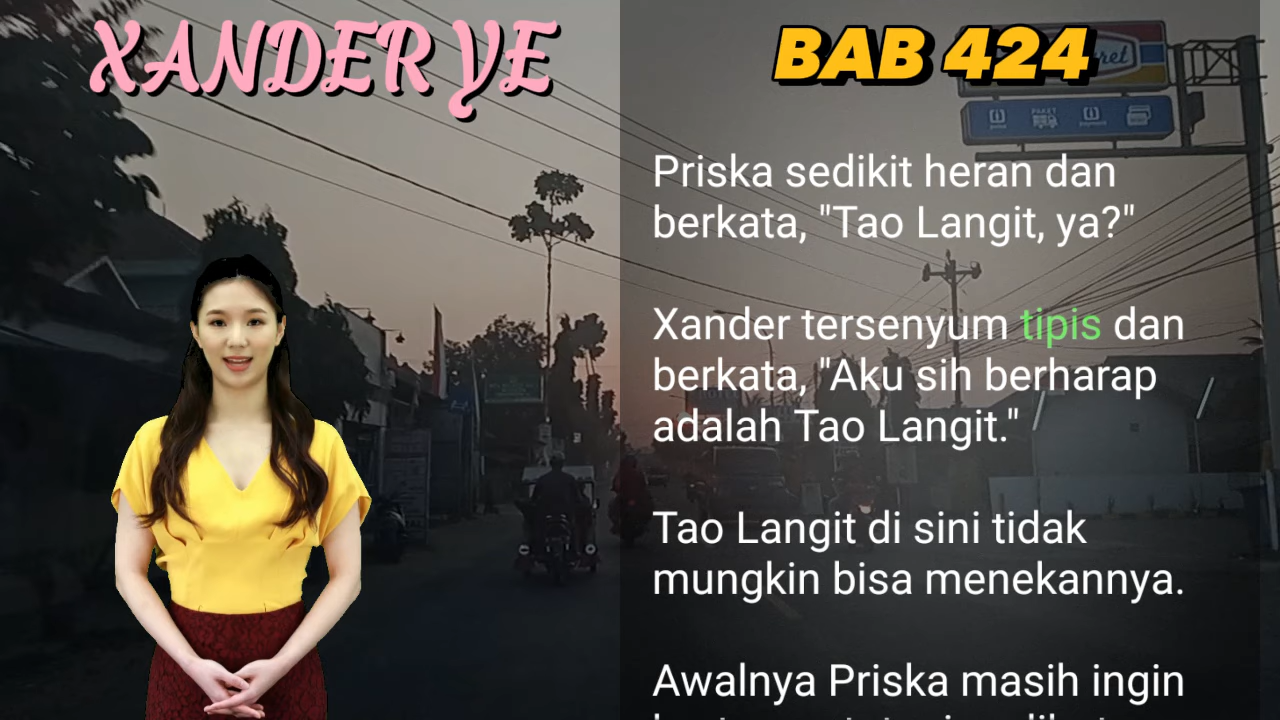 XANDER YE
BAB 424
Priska sedikit heran dan
berkata, "Tao Langit, ya?"
Xander tersenyum tipis dan
berkata, "Aku sih berharap
adalah Tao Langit."
Tao Langit di sini tidak
mungkin bisa menekannya.
Awalnya Priska masih ingin